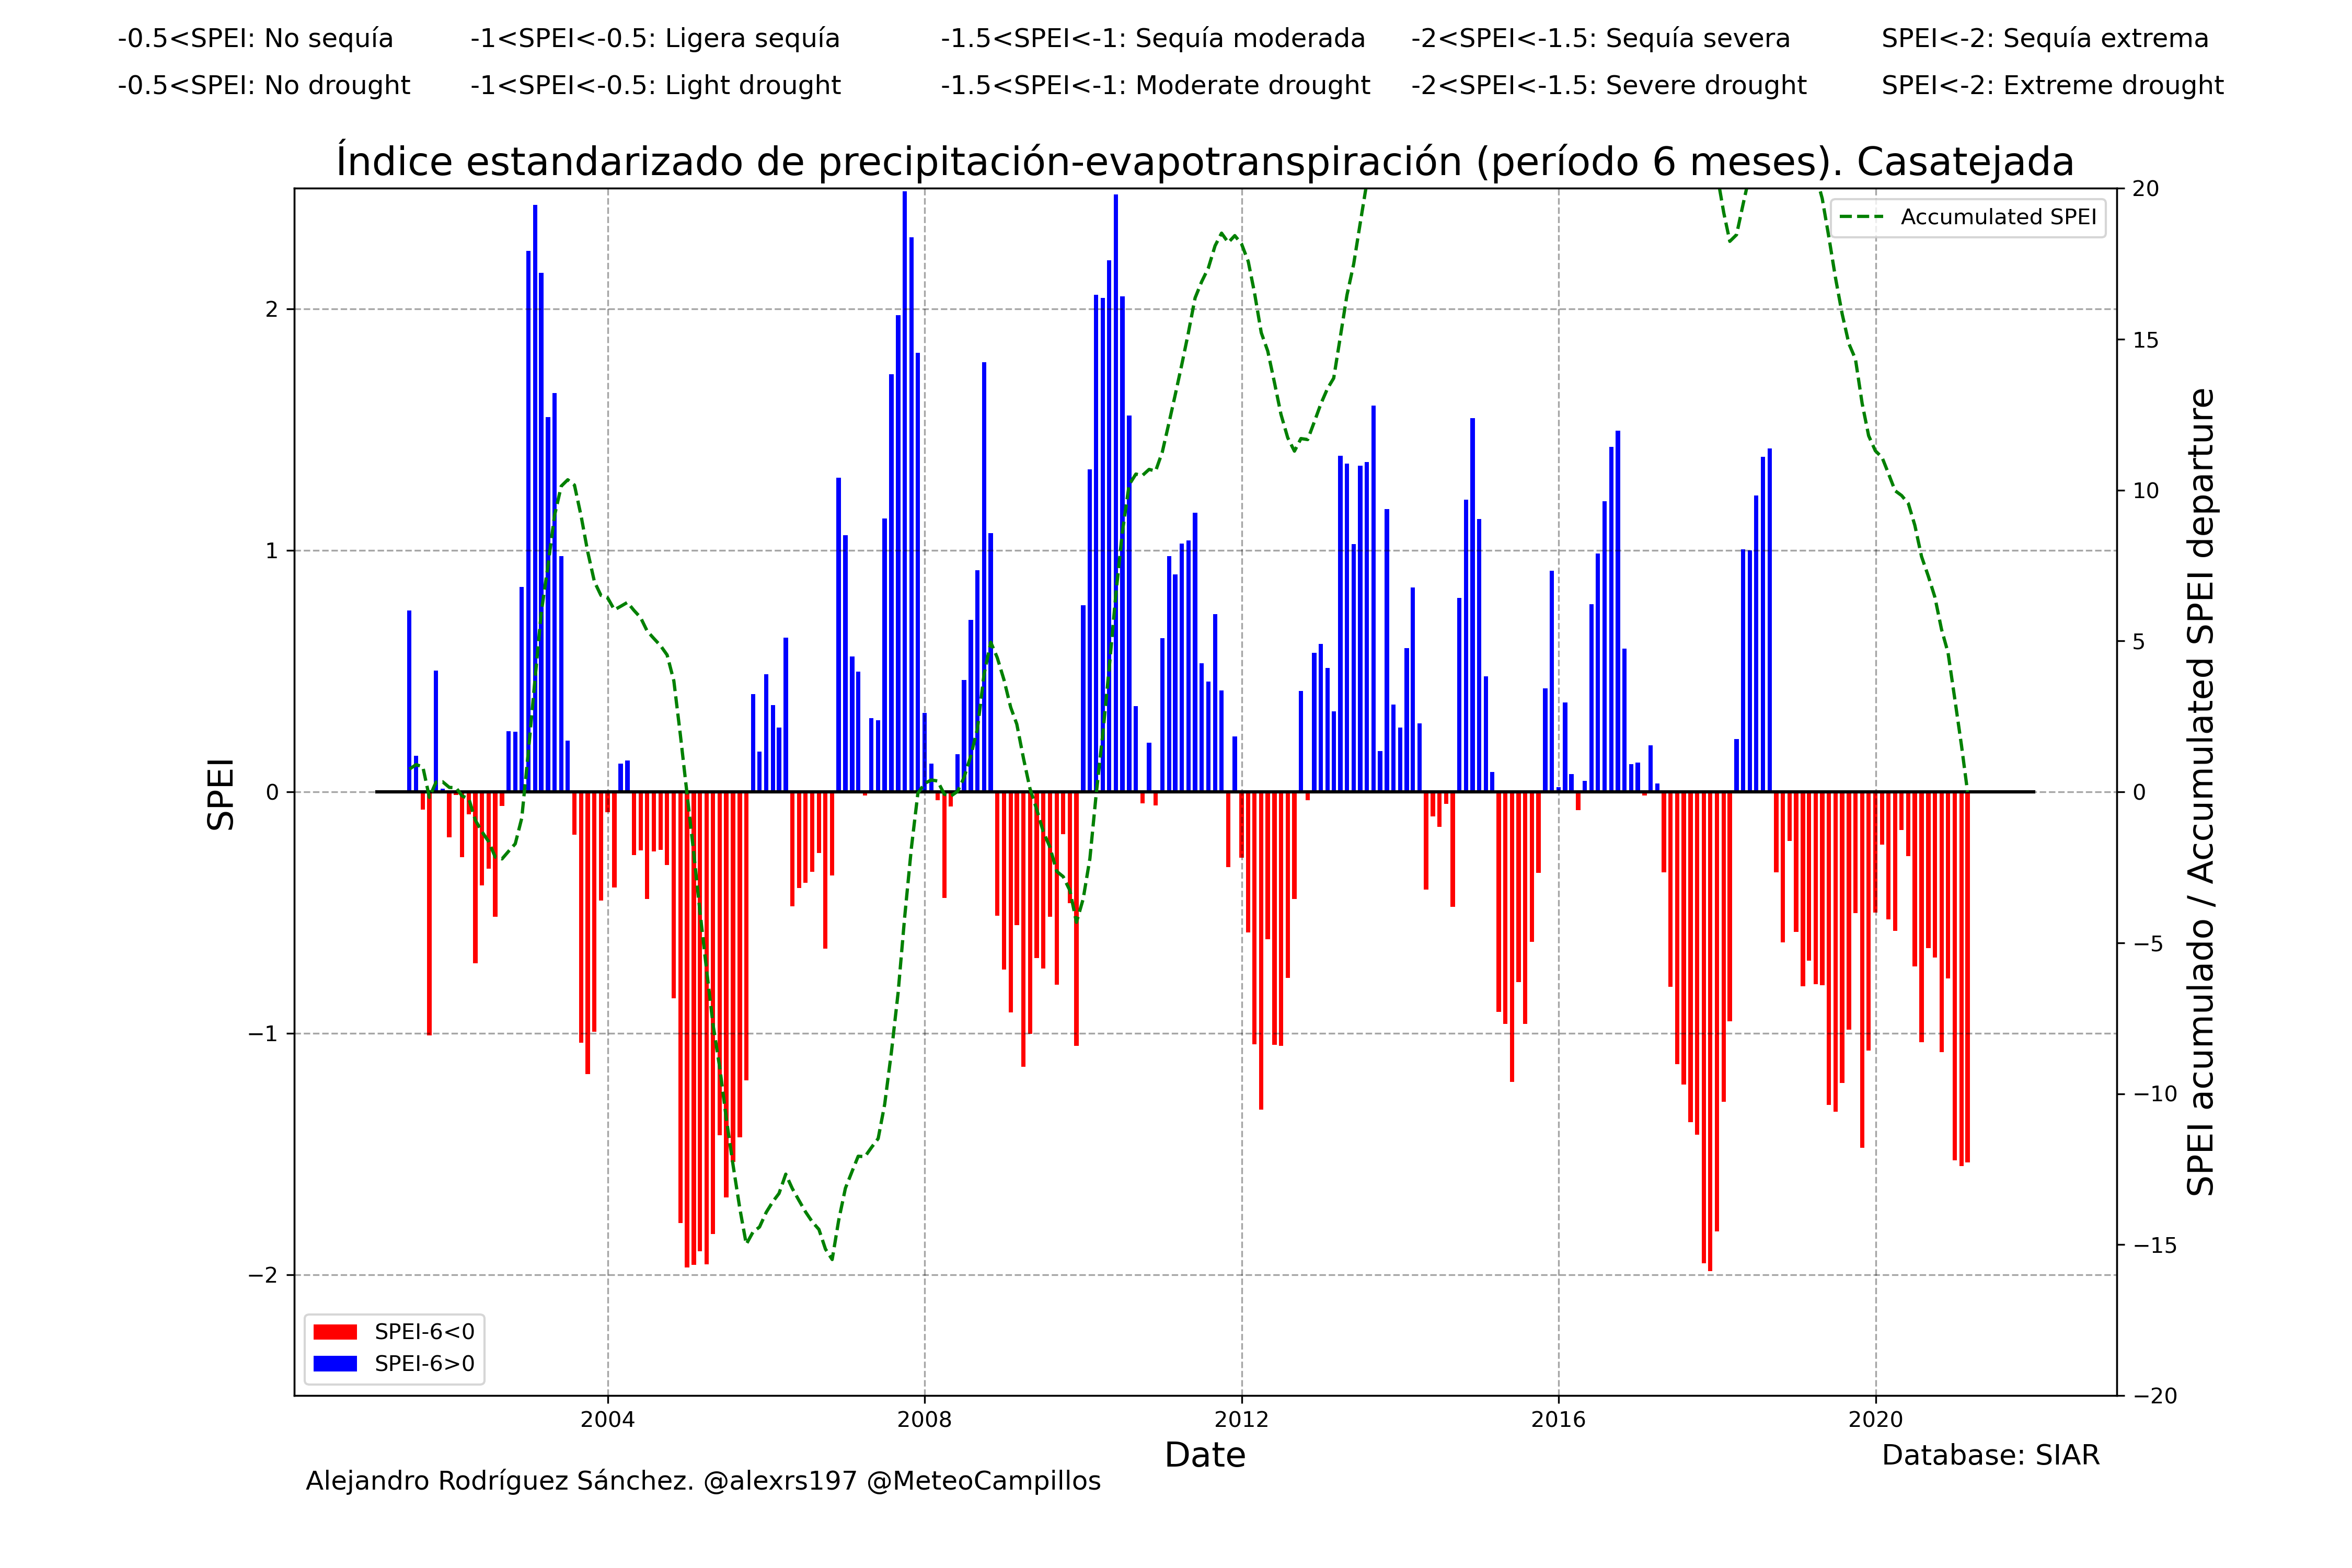 -0.5<SPEI: No sequía -1<SPEI<-0.5: Ligera sequía -1.5<SPEI<-1: Sequía moderada -2<SPEI<-1.5: Sequía severa SPEI<-2: Sequía extrema
-0.5<SPEI: No drought -1<SPEI<-0.5: Light drought -1.5<SPEI<-1: Moderate drought -2<SPEI<-1.5: Severe drought SPEI<-2: Extreme drought
Índice estandarizado de precipitación-evapotranspiración (período 6 meses). Casatejada
Accumulated SPEI
SPEI
2
1
0
−1
−2
20
15
10
5
0
−5
−10
−15
−20
SPEI acumulado / Accumulated SPEI departure
SPEI-6<0
SPEI-6>0
2004 2008 2012 2016 2020
Date
Database: SIAR
Alejandro Rodríguez Sánchez. @alexrs197 @MeteoCampillos